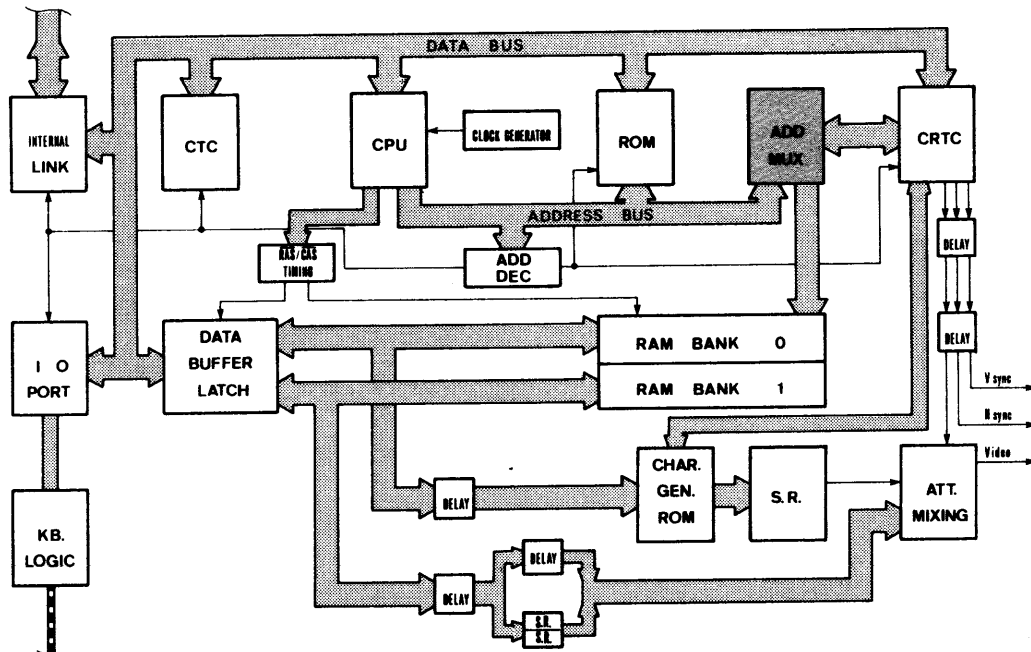 DATA BUS
INTERNAL
LINK
CTC
CPU
CLOCK GENERATOR
ROM
ADD
MUX
CRTC
ADDRESS BUS
RAS/CAS
TIMING
ADD
DEC
DELAY
DELAY
I O
PORT
DATA
BUFFER
LATCH
RAM BANK 0
RAM BANK 1
V sync
H sync
Video
KB.
LOGIC
DELAY
CHAR.
GEN.
ROM
S.R.
ATT.
MIXING
DELAY
DELAY
S.R.
S.R.